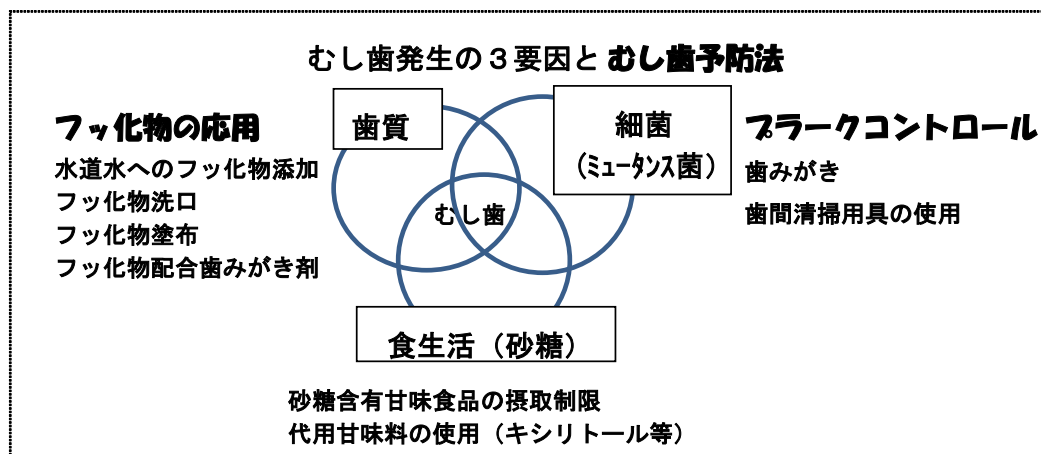 むし歯発生の３要因と むし歯予防法
フッ化物の応用
水道水へのフッ化物添加
フッ化物洗口
フッ化物塗布
フッ化物配合歯みがき剤
歯質
細菌
（ﾐｭｰﾀﾝｽ菌）
プラークコントロール
歯みがき
歯間清掃用具の使用
むし歯
食生活（砂糖）
砂糖含有甘味食品の摂取制限
代用甘味料の使用（キシリトール等）